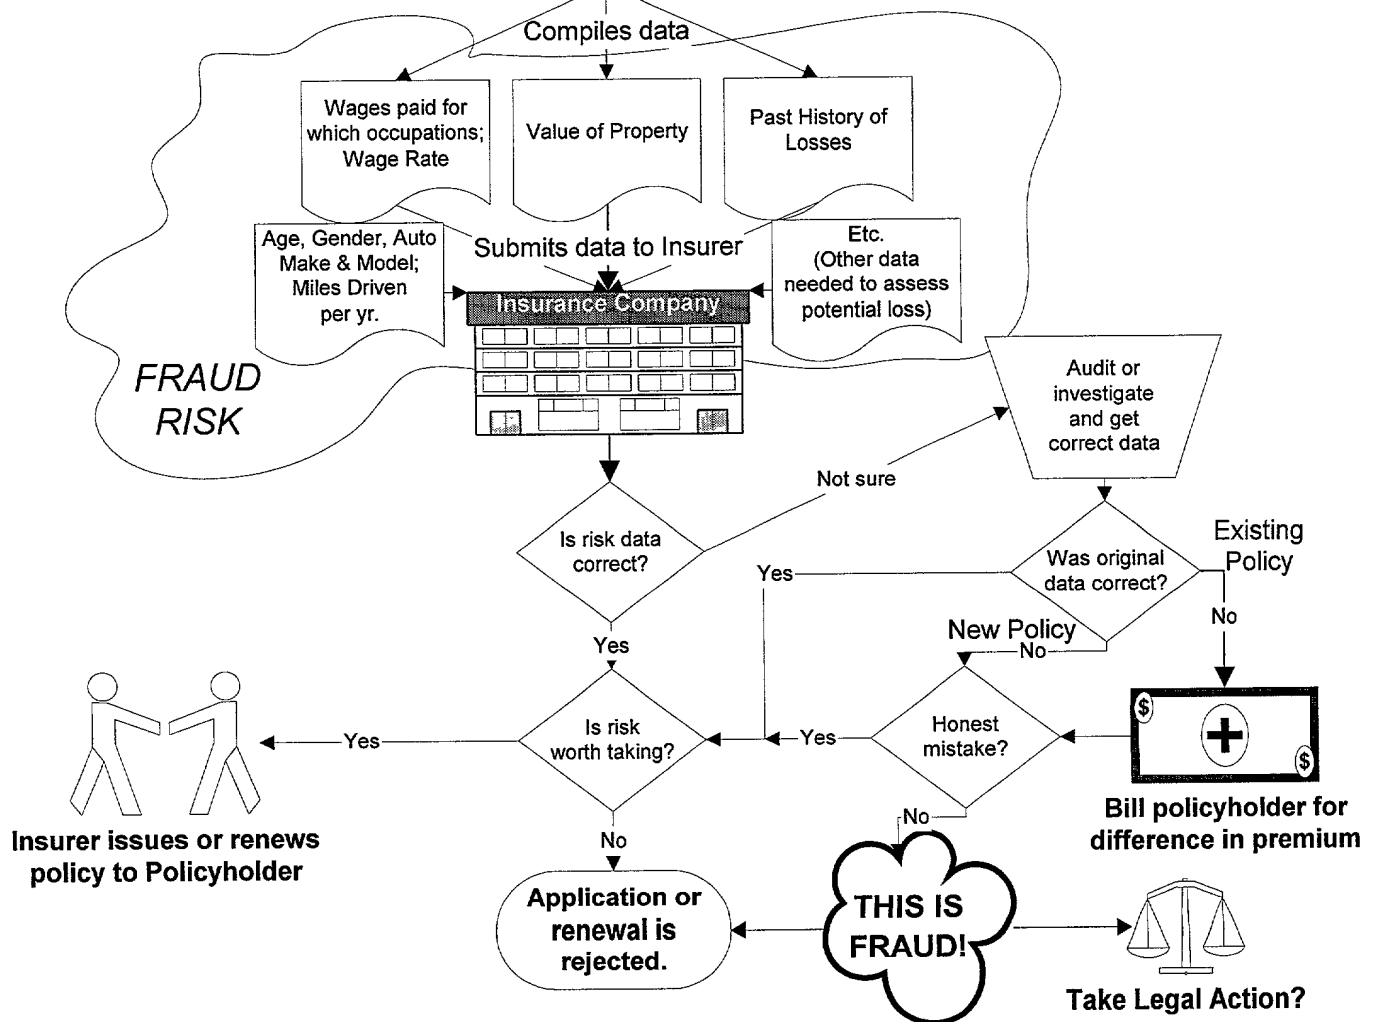 Compiles data
Wages paid for
which occupations;
Wage Rate
Value of Property
Past History of
Losses
Age, Gender, Auto
Make & Model;
Miles Driven
per yr.
Submits data to Insurer
Etc.
(Other data
needed to assess
potential loss)
Insurance Company
FRAUD
RISK
Audit or
investigate
and get
correct data
Not sure
Is risk data
correct?
Existing
Policy
Was original
data correct?
Yes
No
New Policy
No
Yes
Is risk
worth taking?
Yes
Honest
mistake?
Yes
$
$
Bill policyholder for
difference in premium
Insurer issues or renews
policy to Policyholder
No
No
Application or
renewal is
rejected.
THIS IS
FRAUD!
Take Legal Action?